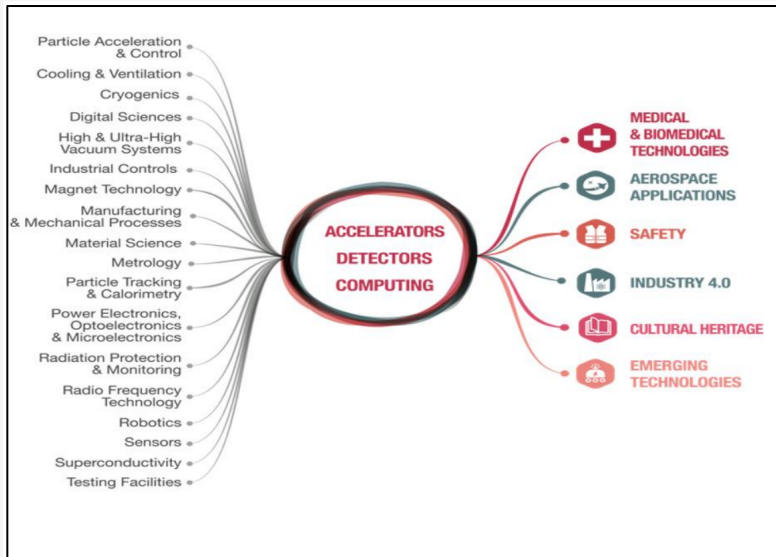 Particle Acceleration
& Control
Cooling & Ventilation
Cryogenics
Digital Sciences
High & Ultra-High
Vacuum Systems
Industrial Controls
Magnet Technology
Manufacturing
& Mechanical Processes
Material Science
Metrology
Particle Tracking
& Calorimetry
Power Electronics,
Optoelectronics
& Microelectronics
Radiation Protection
& Monitoring
Radio Frequency
Technology
Robotics
Sensors
Superconductivity
Testing Facilities
ACCELERATORS
DETECTORS
COMPUTING
MEDICAL
& BIOMEDICAL
TECHNOLOGIES
AEROSPACE
APPLICATIONS
SAFETY
INDUSTRY 4.0
CULTURAL HERITAGE
EMERGING
TECHNOLOGIES